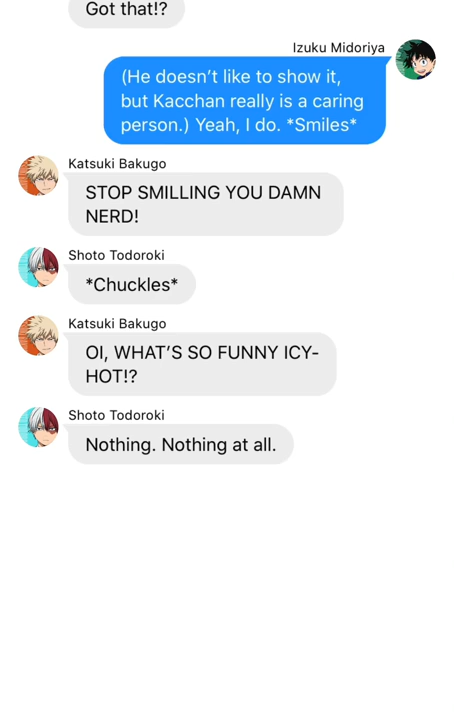 Got that!?
Izuku Midoriya
(He doesn’t like to show it,
but Kacchan really is a caring
person.) Yeah, I do. *Smiles*
Katsuki Bakugo
STOP SMILLING YOU DAMN
NERD!
Shoto Todoroki
*Chuckles*
Katsuki Bakugo
OI, WHAT’S SO FUNNY ICY-
HOT!?
Shoto Todoroki
Nothing. Nothing at all.